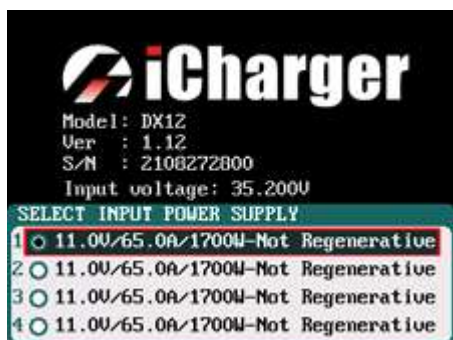 iCharger
Model: DX12
Ver : 1.12
S/N : 2108272800
Input voltage: 35.200V
SELECT INPUT POWER SUPPLY
1 11.0V/65.0A/1700W-Not Regenerative
2 11.0V/65.0A/1700W-Not Regenerative
3 11.0V/65.0A/1700W-Not Regenerative
4 11.0V/65.0A/1700W-Not Regenerative